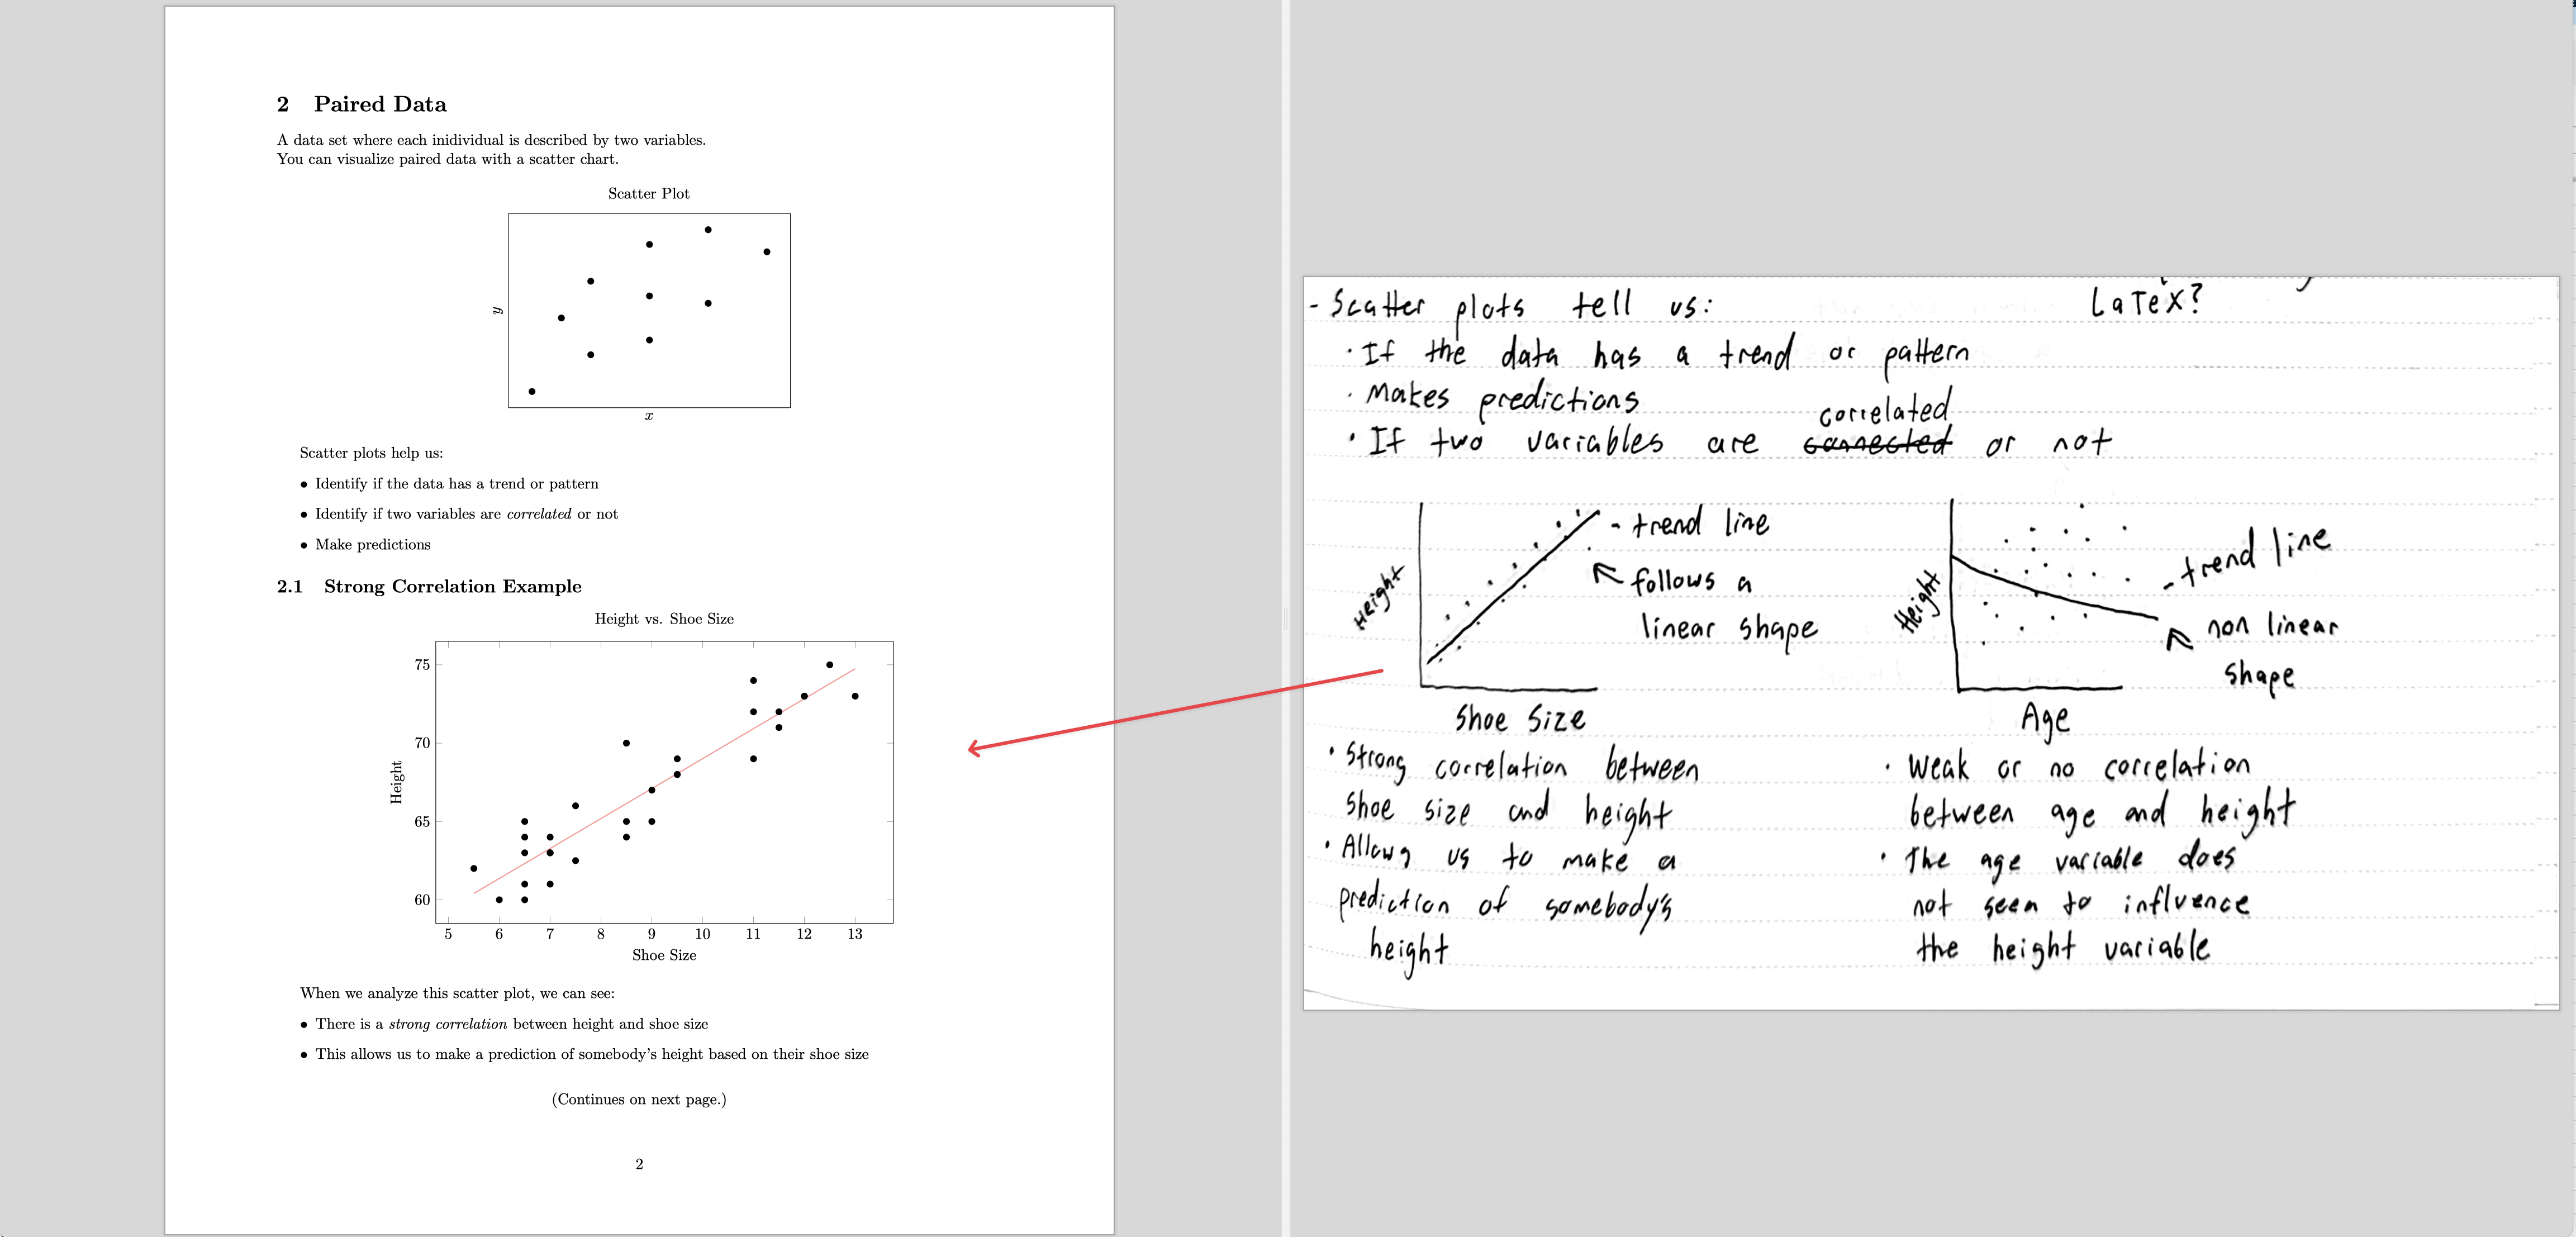 2 Paired Data
A data set where each inidividual is described by two variables.
You can visualize paired data with a scatter chart.
Scatter Plot
y
x
Scatter plots help us:
• Identify if the data has a trend or pattern
• Identify if two variables are correlated or not
• Make predictions
2.1 Strong Correlation Example
Height vs. Shoe Size
75
70
65
60
Height
5 6 7 8 9 10 11 12 13
Shoe Size
When we analyze this scatter plot, we can see:
• There is a strong correlation between height and shoe size
• This allows us to make a prediction of somebody's height based on their shoe size
(Continues on next page.)
2
- Scatter plots tell us:
LaTeX?
· If the data has a trend or pattern
· Makes predictions
correlated
· If two variables are connected or not
Height
- trend line
follows a
linear shape
Shoe Size
· Strong correlation between
shoe size and height
· Allows us to make a
prediction of somebody's
height
Height
- trend line
non linear
shape
Age
· Weak or no correlation
between age and height
· The age variable does
not seen to influence
the height variable